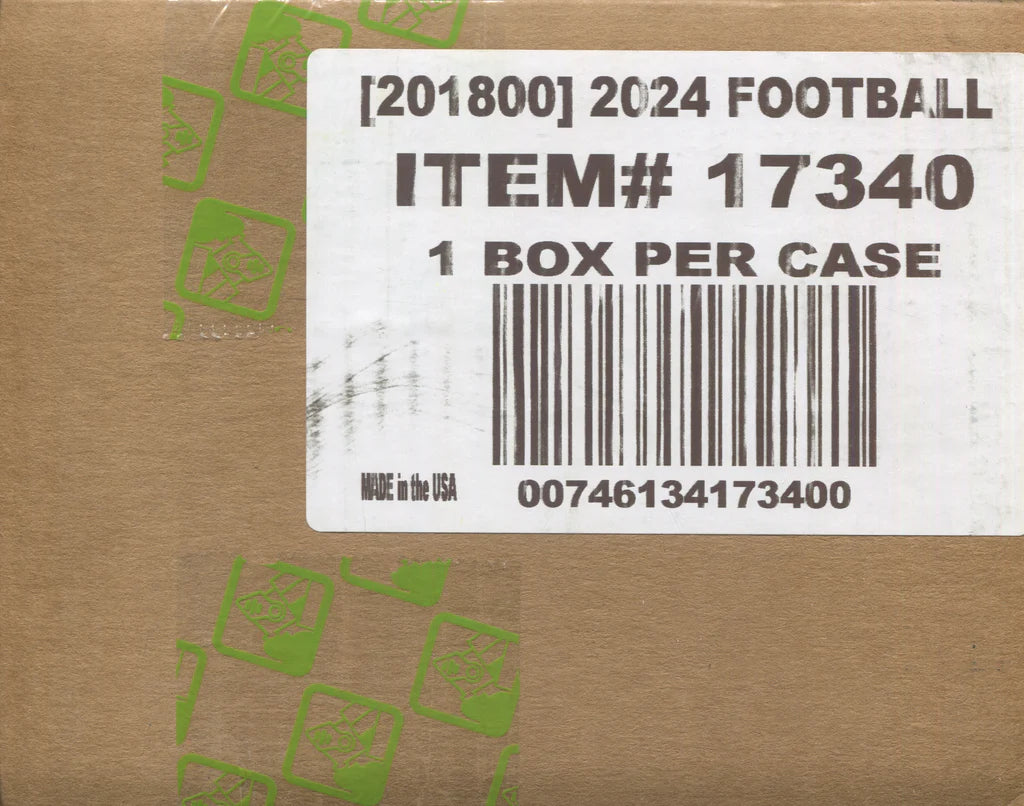 [201800] 2024 FOOTBALL
ITEM# 17340
1 BOX PER CASE
MADE in the USA
00746134173400